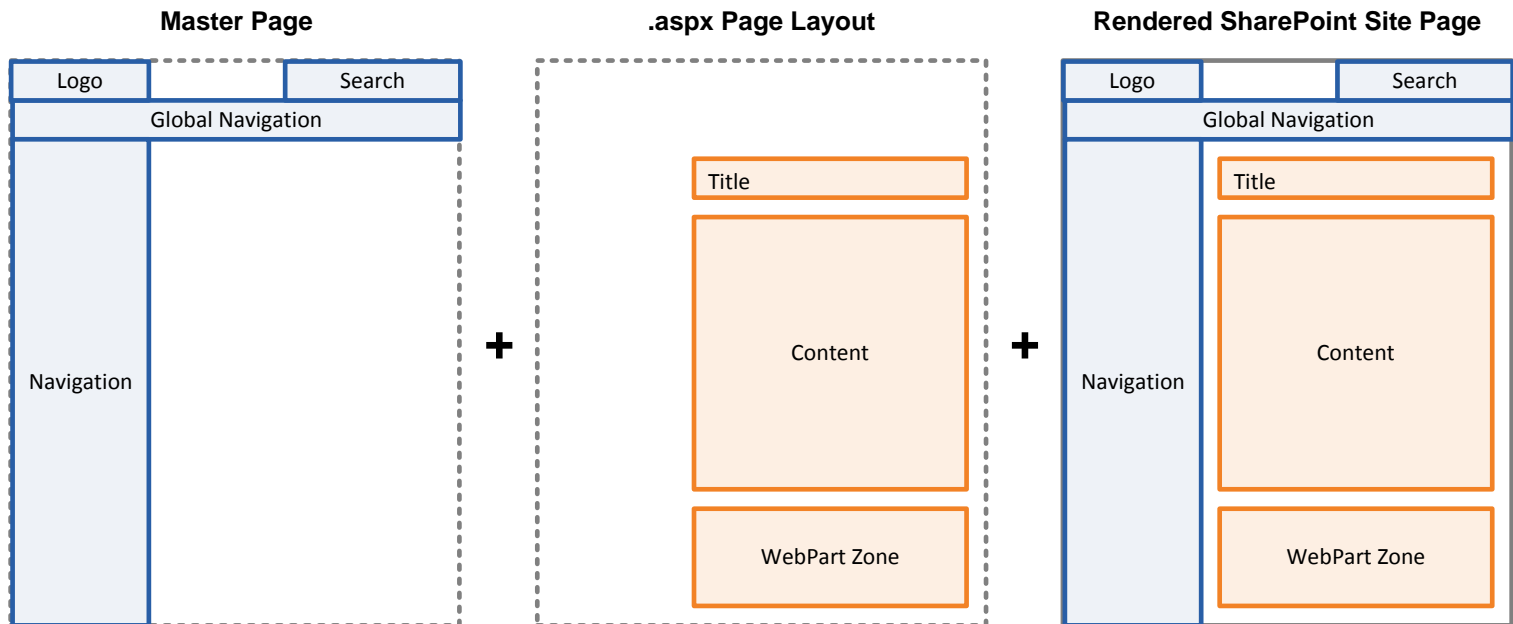 Master Page
Logo
Search
Global Navigation
Navigation
+
.aspx Page Layout
Title
Content
WebPart Zone
+
Rendered SharePoint Site Page
Logo
Search
Global Navigation
Navigation
Title
Content
WebPart Zone